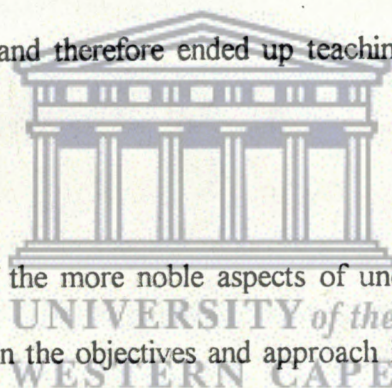 and therefore ended up teachin
the more noble aspects of un
UNIVERSITY of the
n the objectives and approach
WESTERN CAPE